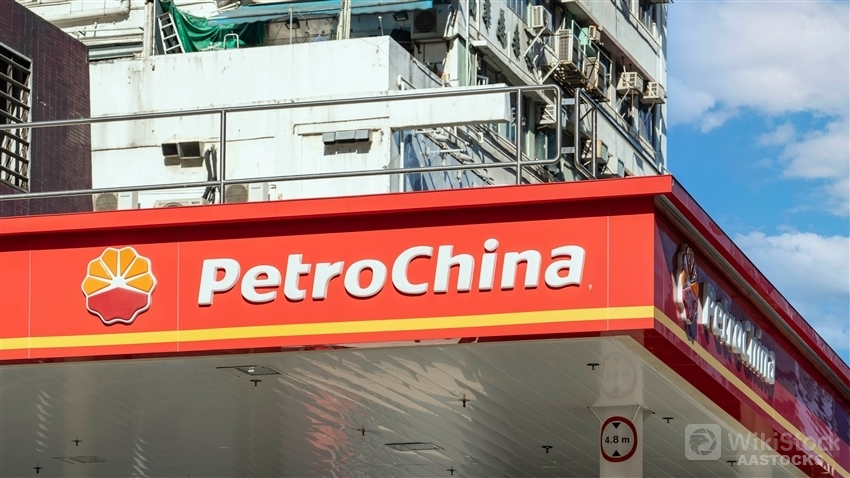 PetroChina
PetroChina
4.8 m
WikiStock
AASTOCKS